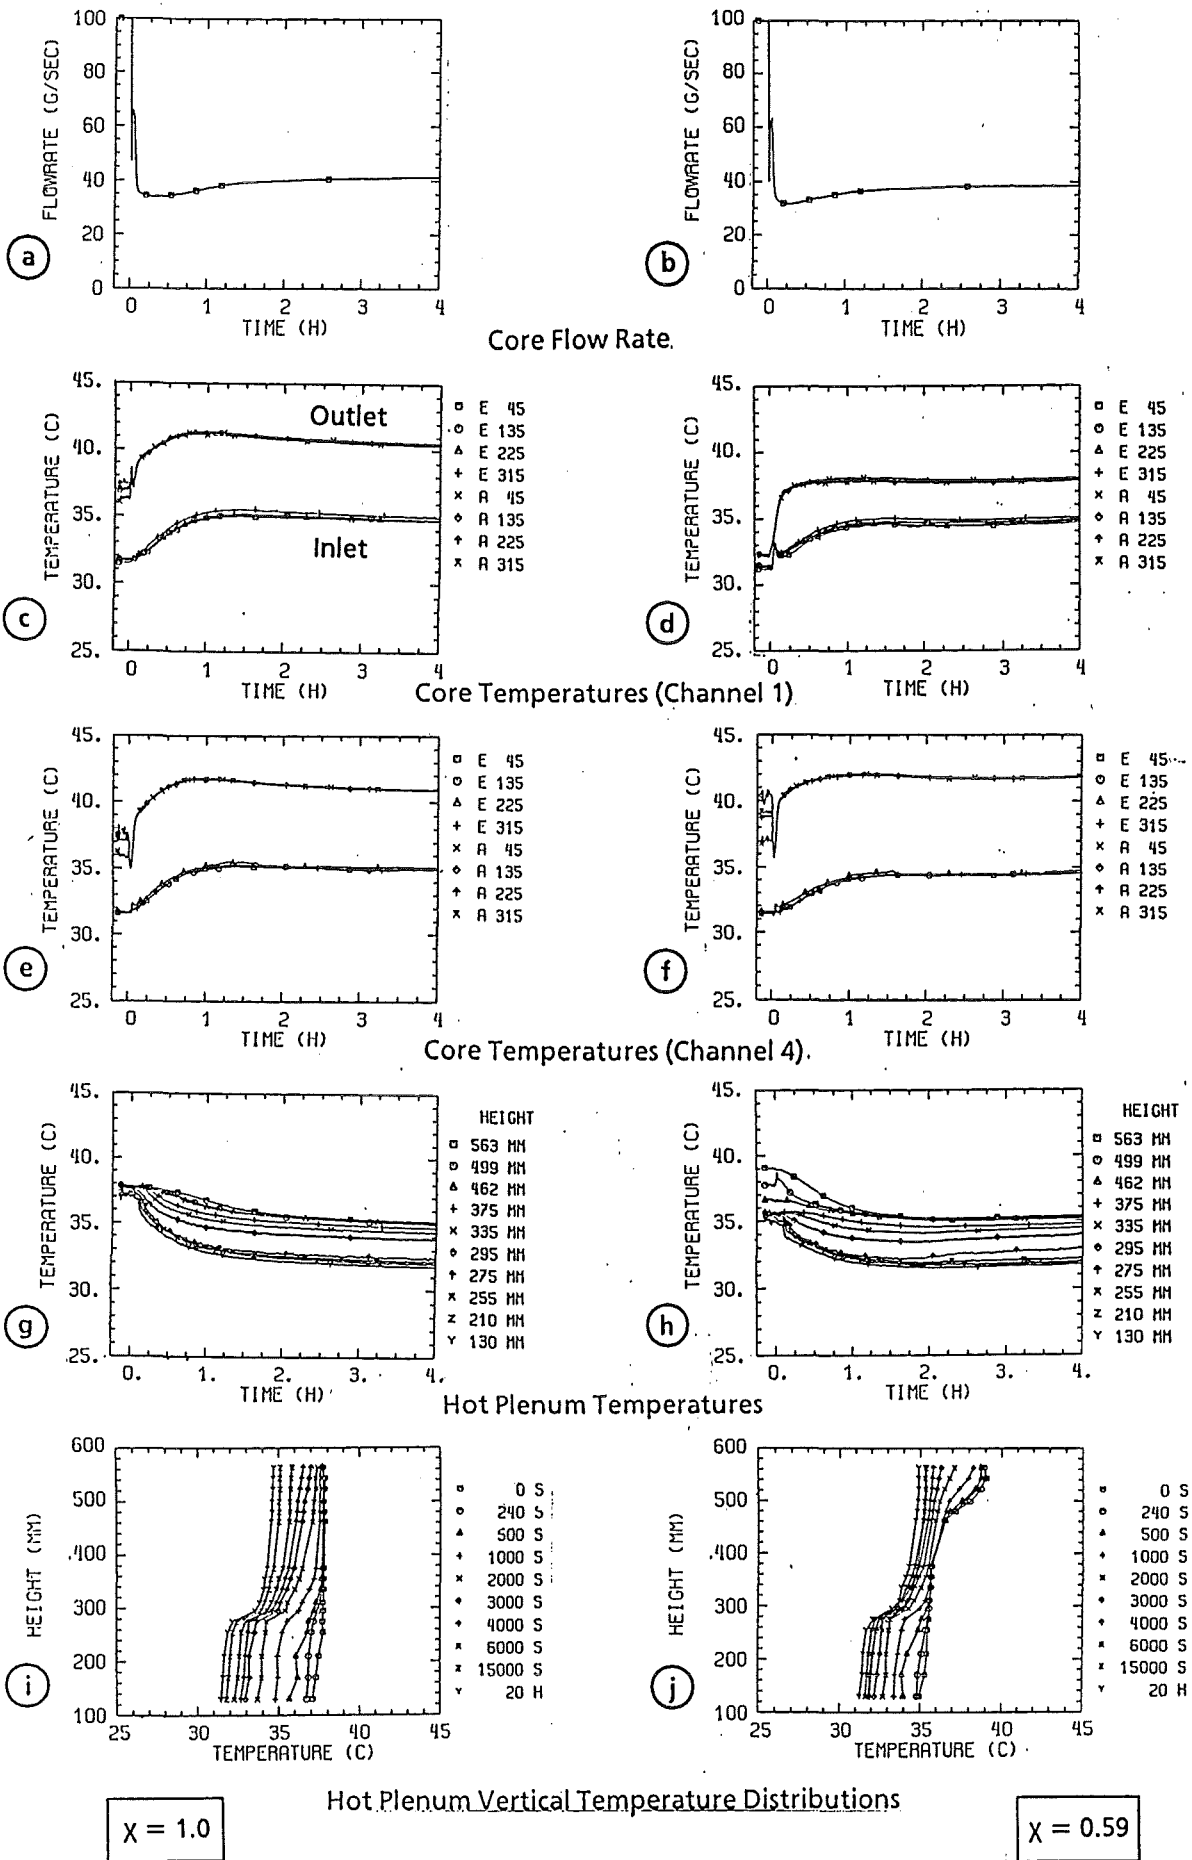 FLOWRATE (G/SEC)
100
80
60
40
20
0
0 1 2 3 4
TIME (H)
a
FLOWRATE (G/SEC)
100
80
60
40
20
0
0 1 2 3 4
TIME (H)
b
Core Flow Rate.
TEMPERATURE (C)
45.
40.
35.
30.
25.
Outlet
Inlet
0 1 2 3 4
TIME (H)
E 45
E 135
E 225
E 315
A 45
A 135
A 225
A 315
c
TEMPERATURE (C)
45.
40.
35.
30.
25.
0 1 2 3 4
TIME (H)
E 45
E 135
E 225
E 315
A 45
A 135
A 225
A 315
d
Core Temperatures (Channel 1)
TEMPERATURE (C)
45.
40.
35.
30.
25.
0 1 2 3 4
TIME (H)
E 45
E 135
E 225
E 315
A 45
A 135
A 225
A 315
e
TEMPERATURE (C)
45.
40.
35.
30.
25.
0 1 2 3 4
TIME (H)
E 45
E 135
E 225
E 315
A 45
A 135
A 225
A 315
f
Core Temperatures (Channel 4).
TEMPERATURE (C)
45.
40.
35.
30.
25.
0. 1. 2. 3. 4.
TIME (H)
HEIGHT
563 MM
499 MM
462 MM
375 MM
335 MM
295 MM
275 MM
255 MM
210 MM
130 MM
g
TEMPERATURE (C)
45.
40.
35.
30.
25.
0. 1. 2. 3. 4.
TIME (H)
HEIGHT
563 MM
499 MM
462 MM
375 MM
335 MM
295 MM
275 MM
255 MM
210 MM
130 MM
h
Hot Plenum Temperatures
HEIGHT (MM)
600
500
400
300
200
100
25 30 35 40 45
TEMPERATURE (C)
0 S
240 S
500 S
1000 S
2000 S
3000 S
4000 S
6000 S
15000 S
20 H
i
HEIGHT (MM)
600
500
400
300
200
100
25 30 35 40 45
TEMPERATURE (C)
0 S
240 S
500 S
1000 S
2000 S
3000 S
4000 S
6000 S
15000 S
20 H
j
Hot Plenum Vertical Temperature Distributions
χ = 1.0
χ = 0.59